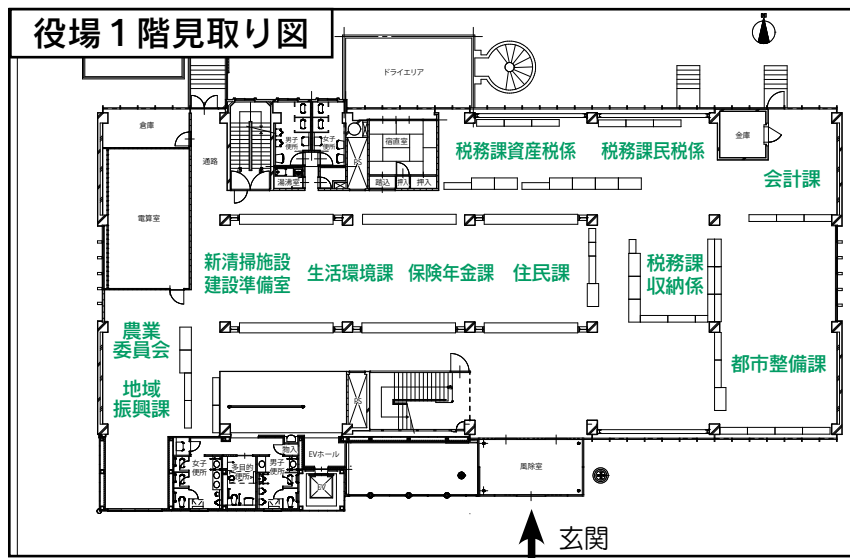 役場１階見取り図
ドライエリア
倉庫
通路
男子
便所
女子
便所
湯沸室
PS
宿直室
踏込
押入
押入
税務課資産税係
税務課民税係
金庫
会計課
電算室
新清掃施設
建設準備室
生活環境課
保険年金課
住民課
税務課
収納係
農業
委員会
地域
振興課
都市整備課
PS
女子
便所
多目的
便所
男子
便所
物入
EVホール
EV
風除室
玄関